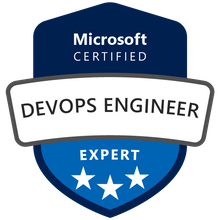 Microsoft
CERTIFIED
DEVOPS ENGINEER
EXPERT